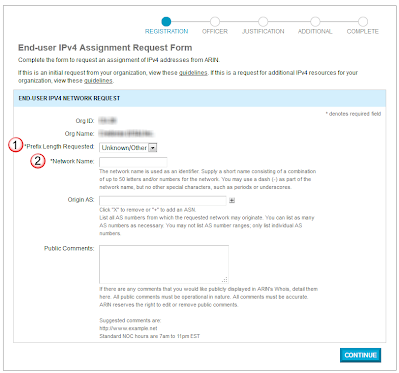 REGISTRATION OFFICER JUSTIFICATION ADDITIONAL COMPLETE
End-user IPv4 Assignment Request Form
Complete the form to request an assignment of IPv4 addresses from ARIN.
If this is an initial request from your organization, view these guidelines. If this is a request for additional IPv4 resources for your
organization, view these guidelines.
END-USER IPV4 NETWORK REQUEST
* denotes required field
Org ID:
Org Name:
1 *Prefix Length Requested: Unknown/Other
2 *Network Name:
The network name is used as an identifier. Supply a short name consisting of a combination
of up to 50 letters and/or numbers for the network. You may use a dash (-) as part of the
network name, but no other special characters, such as periods or underscores.
Origin AS:
Click "X" to remove or "+" to add an ASN.
List all AS numbers from which the requested network may originate. You can list as many
AS numbers as necessary. You may not list AS number ranges; only list individual AS
numbers.
Public Comments:
If there are any comments that you would like publicly displayed in ARIN's Whois, detail them
here. All public comments must be operational in nature. All comments must be accurate.
ARIN reserves the right to edit or remove public comments.
Suggested comments are:
http://www.example.net
Standard NOC hours are 7am to 11pm EST
CONTINUE